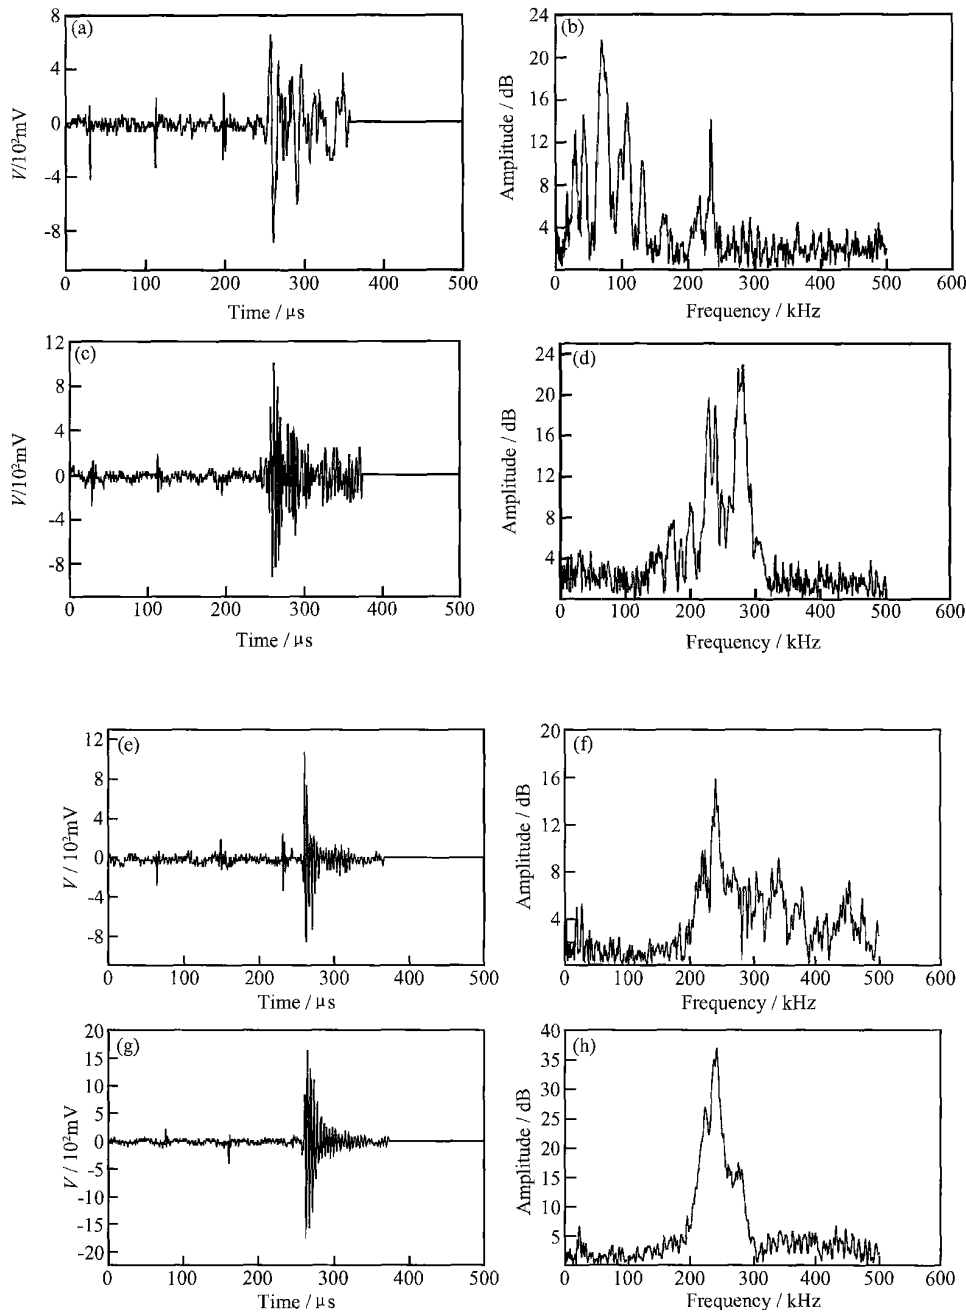 (a)
8
4
0
-4
-8
V/10²mV
0 100 200 300 400 500
Time / μs
(b)
24
20
16
12
8
4
Amplitude / dB
0 100 200 300 400 500 600
Frequency / kHz
(c)
12
8
4
0
-4
-8
V/10²mV
0 100 200 300 400 500
Time / μs
(d)
24
20
16
12
8
4
Amplitude / dB
0 100 200 300 400 500 600
Frequency / kHz
(e)
12
8
4
0
-4
-8
V / 10²mV
0 100 200 300 400 500
Time / μs
(f)
20
16
12
8
4
Amplitude / dB
0 100 200 300 400 500 600
Frequency / kHz
(g)
20
15
10
5
0
-5
-10
-15
-20
V / 10²mV
0 100 200 300 400 500
Time / μs
(h)
40
35
30
25
20
15
10
5
Amplitude / dB
0 100 200 300 400 500 600
Frequency / kHz